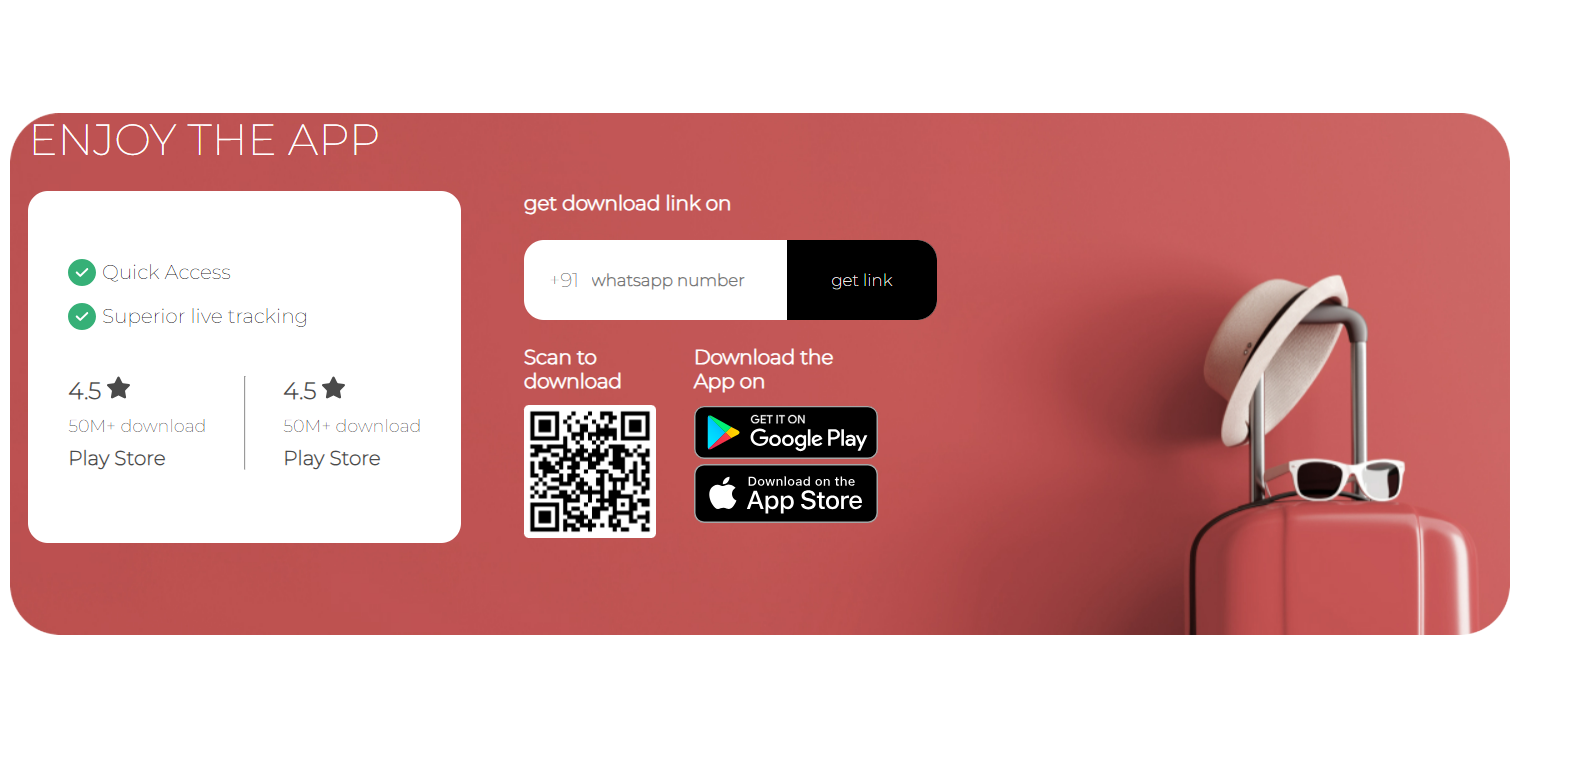 ENJOY THE APP
Quick Access
Superior live tracking
4.5
50M+ download
Play Store
4.5
50M+ download
Play Store
get download link on
+91 whatsapp number
get link
Scan to
download
Download the
App on
GET IT ON
Google Play
Download on the
App Store